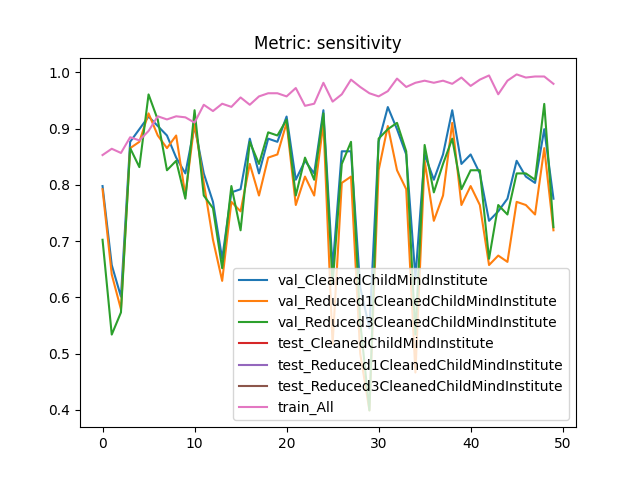 Metric: sensitivity
1.0
0.9
0.8
0.7
0.6
0.5
0.4
val_CleanedChildMindInstitute
val_Reduced1CleanedChildMindInstitute
val_Reduced3CleanedChildMindInstitute
test_CleanedChildMindInstitute
test_Reduced1CleanedChildMindInstitute
test_Reduced3CleanedChildMindInstitute
train_All
0 10 20 30 40 50